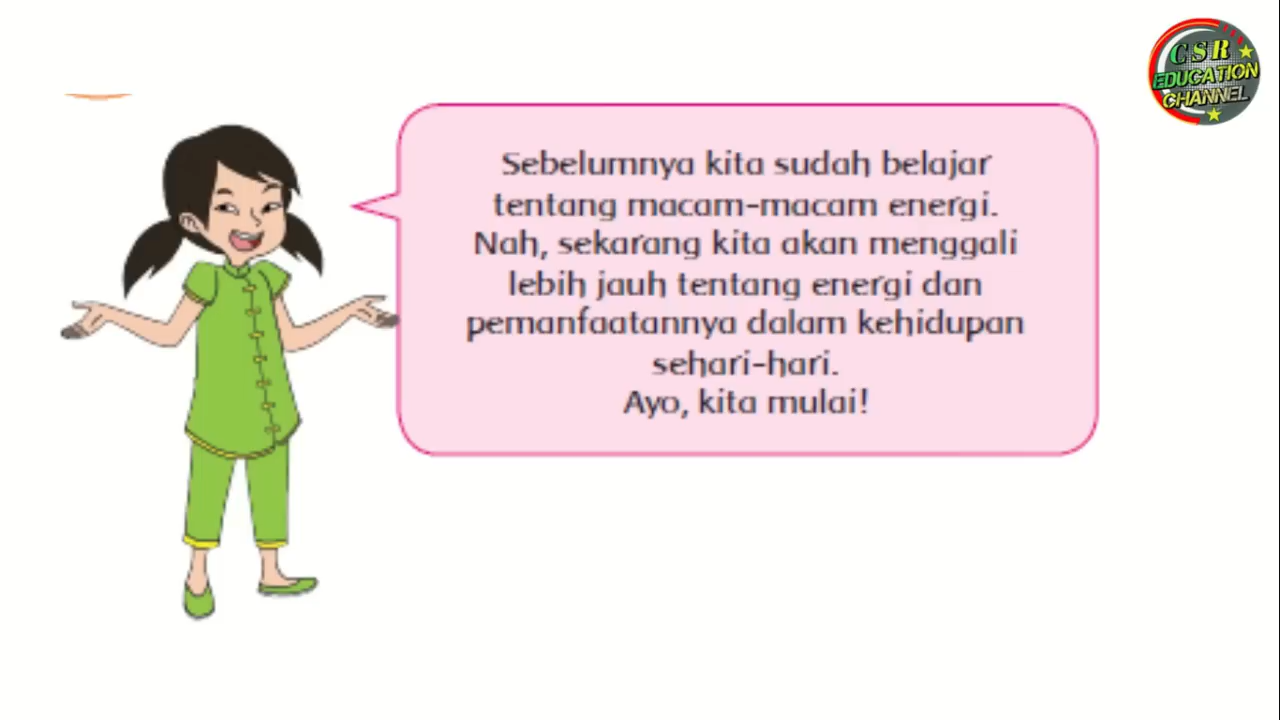 CSR
EDUCATION
CHANNEL
Sebelumnya kita sudah belajar
tentang macam-macam energi.
Nah, sekarang kita akan menggali
lebih jauh tentang energi dan
pemanfaatannya dalam kehidupan
sehari-hari.
Ayo, kita mulai!